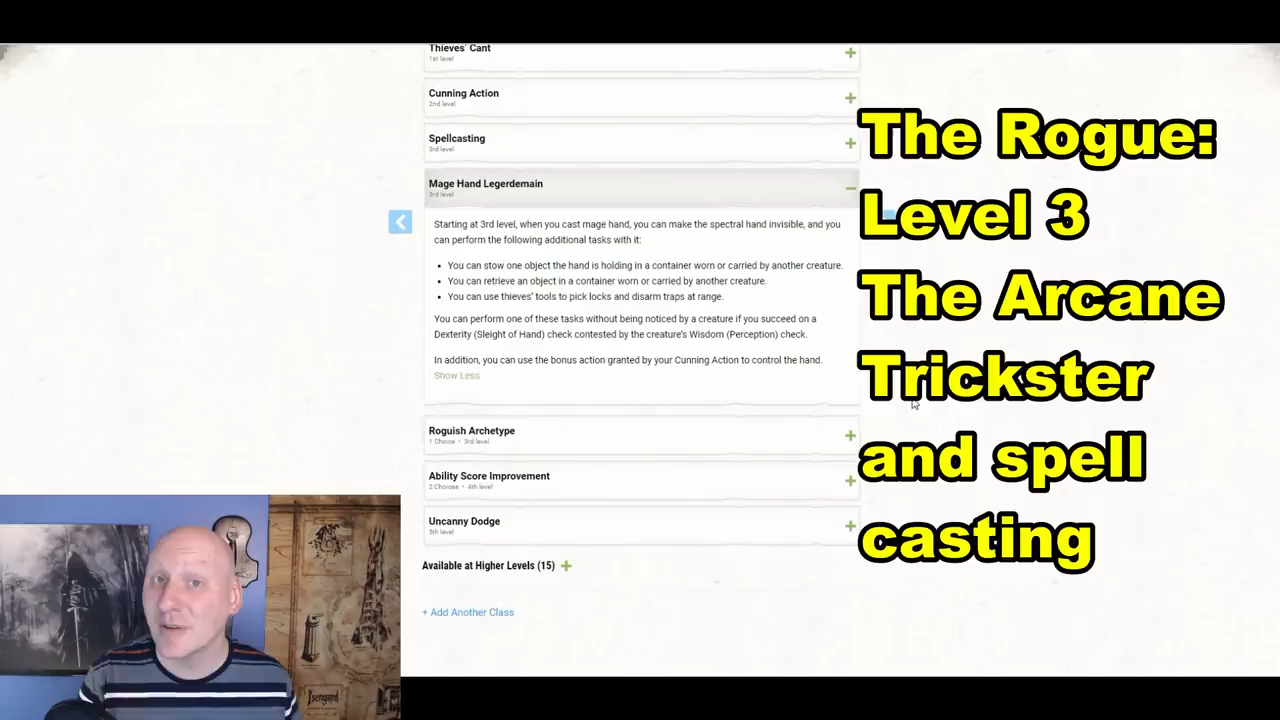 Thieves' Cant
1st level
Cunning Action
2nd level
Spellcasting
3rd level
Mage Hand Legerdemain
3rd level
Starting at 3rd level, when you cast mage hand, you can make the spectral hand invisible, and you
can perform the following additional tasks with it:
• You can stow one object the hand is holding in a container worn or carried by another creature.
• You can retrieve an object in a container worn or carried by another creature.
• You can use thieves' tools to pick locks and disarm traps at range.
You can perform one of these tasks without being noticed by a creature if you succeed on a
Dexterity (Sleight of Hand) check contested by the creature's Wisdom (Perception) check.
In addition, you can use the bonus action granted by your Cunning Action to control the hand.
Show Less
Roguish Archetype
1 Choice • 3rd level
Ability Score Improvement
2 Choices • 4th level
Uncanny Dodge
5th level
Available at Higher Levels (15)
+ Add Another Class
The Rogue:
Level 3
The Arcane
Trickster
and spell
casting
Isengard